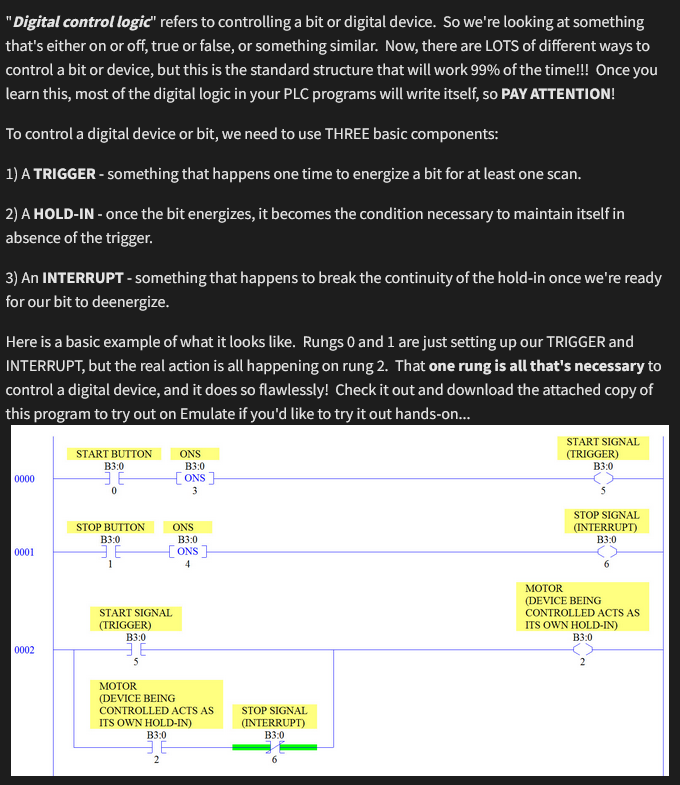 "Digital control logic" refers to controlling a bit or digital device.  So we're looking at something
that's either on or off, true or false, or something similar.  Now, there are LOTS of different ways to
control a bit or device, but this is the standard structure that will work 99% of the time!!!  Once you
learn this, most of the digital logic in your PLC programs will write itself, so PAY ATTENTION!
To control a digital device or bit, we need to use THREE basic components:
1) A TRIGGER - something that happens one time to energize a bit for at least one scan.
2) A HOLD-IN - once the bit energizes, it becomes the condition necessary to maintain itself in
absence of the trigger.
3) An INTERRUPT - something that happens to break the continuity of the hold-in once we're ready
for our bit to deenergize.
Here is a basic example of what it looks like.  Rungs 0 and 1 are just setting up our TRIGGER and
INTERRUPT, but the real action is all happening on rung 2.  That one rung is all that's necessary to
control a digital device, and it does so flawlessly!  Check it out and download the attached copy of
this program to try out on Emulate if you'd like to try it out hands-on...
START BUTTON
B3:0
0
ONS
B3:0
ONS
3
START SIGNAL
(TRIGGER)
B3:0
5
0000
STOP BUTTON
B3:0
1
ONS
B3:0
ONS
4
STOP SIGNAL
(INTERRUPT)
B3:0
6
0001
START SIGNAL
(TRIGGER)
B3:0
5
MOTOR
(DEVICE BEING
CONTROLLED ACTS AS
ITS OWN HOLD-IN)
B3:0
2
0002
MOTOR
(DEVICE BEING
CONTROLLED ACTS AS
ITS OWN HOLD-IN)
B3:0
2
STOP SIGNAL
(INTERRUPT)
B3:0
6